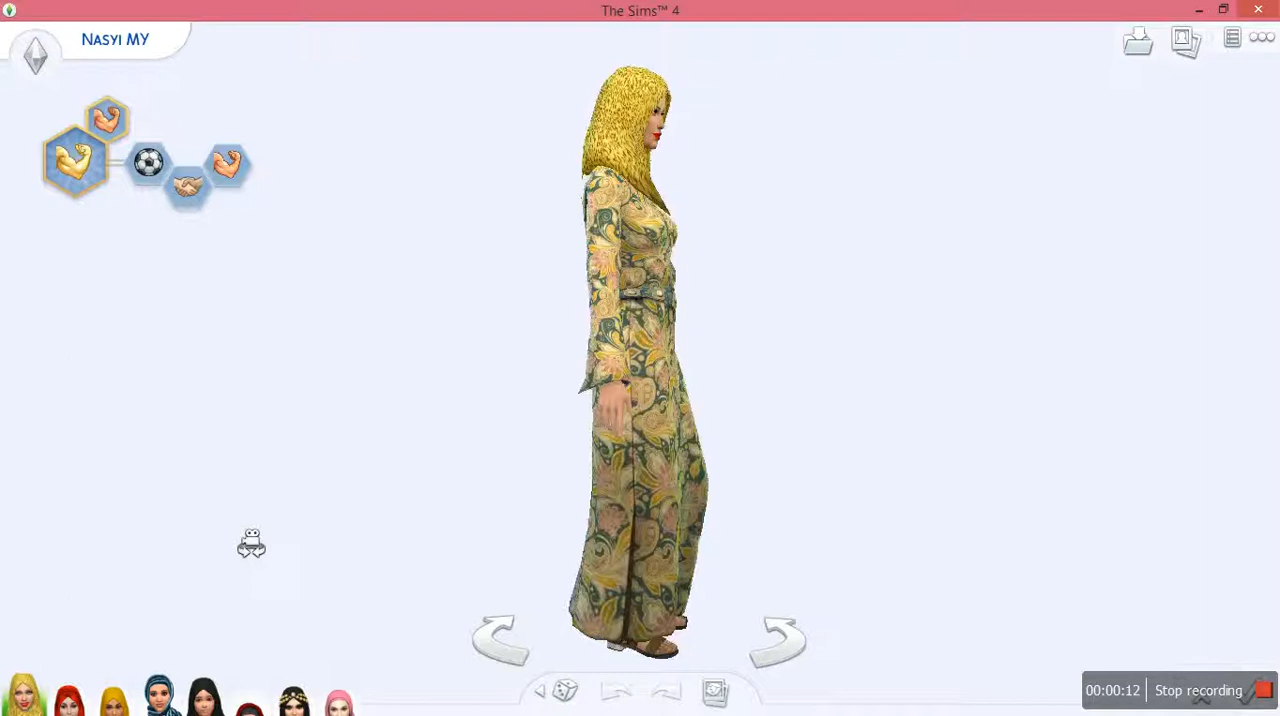 The Sims™ 4
Nasyi MY
00:00:12 Stop recording